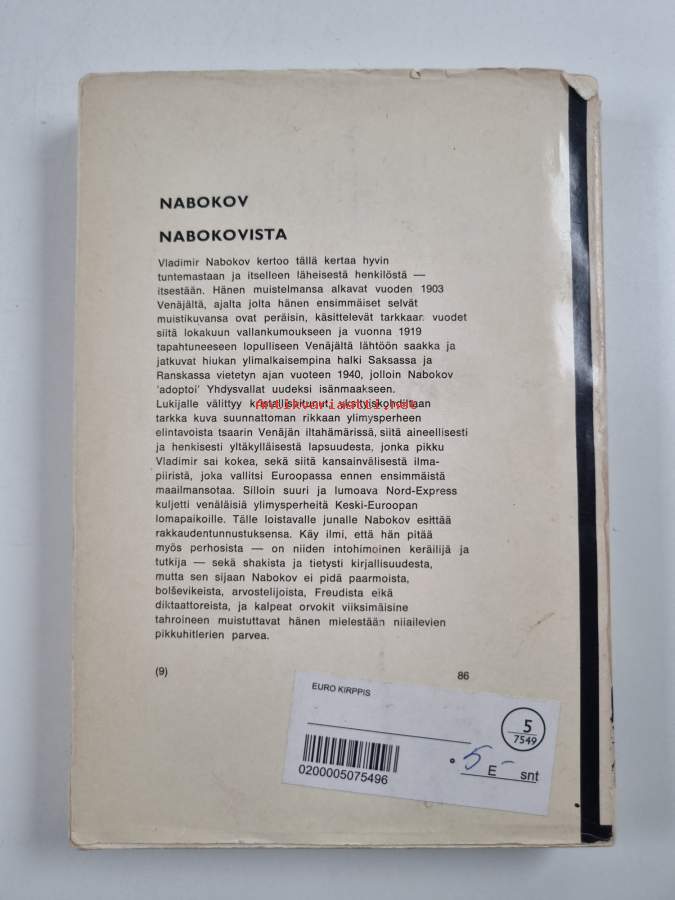 NABOKOV
NABOKOVISTA
Vladimir Nabokov kertoo tällä kertaa hyvin
tuntemastaan ja itselleen läheisestä henkilöstä —
itsestään. Hänen muistelmansa alkavat vuoden 1903
Venäjältä, ajalta jolta hänen ensimmäiset selvät
muistikuvansa ovat peräisin, käsittelevät tarkkaan vuodet
siitä lokakuun vallankumoukseen ja vuonna 1919
tapahtuneeseen lopulliseen Venäjältä lähtöön saakka ja
jatkuvat hiukan ylimalkaisempina halki Saksassa ja
Ranskassa vietetyn ajan vuoteen 1940, jolloin Nabokov
'adoptoi' Yhdysvallat uudeksi isänmaakseen.
Lukijalle välittyy kristallisoitunut, yksityiskohdiltaan
Antikvariaatti.net
tarkka kuva suunnattoman rikkaan ylimysperheen
elintavoista tsaarin Venäjän iltahämärissä, siitä aineellisesti
ja henkisesti yltäkylläisestä lapsuudesta, jonka pikku
Vladimir sai kokea, sekä siitä kansainvälisestä ilma-
piiristä, joka vallitsi Euroopassa ennen ensimmäistä
maailmansotaa. Silloin suuri ja lumoava Nord-Express
kuljetti venäläisiä ylimysperheitä Keski-Euroopan
lomapaikoille. Tälle loistavalle junalle Nabokov esittää
rakkaudentunnustuksensa. Käy ilmi, että hän pitää
myös perhosista — on niiden intohimoinen keräilijä ja
tutkija — sekä shakista ja tietysti kirjallisuudesta,
mutta sen sijaan Nabokov ei pidä paarmoista,
bolševikeista, arvostelijoista, Freudista eikä
diktaattoreista, ja kalpeat orvokit viiksimäisine
tahroineen muistuttavat hänen mielestään niiailevien
pikkuhitlerien parvea.
(9) 86
EURO KIRPPIS
5
7549
5 E — snt
0200005075496